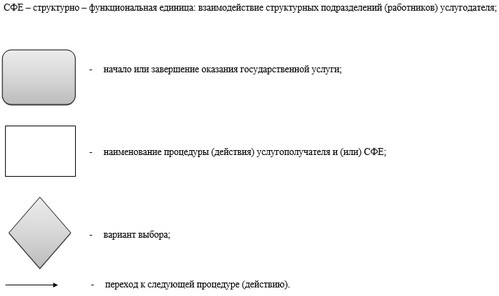 СФЕ – структурно – функциональная единица: взаимодействие структурных подразделений (работников) услугодателя;
- начало или завершение оказания государственной услуги;
- наименование процедуры (действия) услугополучателя и (или) СФЕ;
- вариант выбора;
- переход к следующей процедуре (действию).